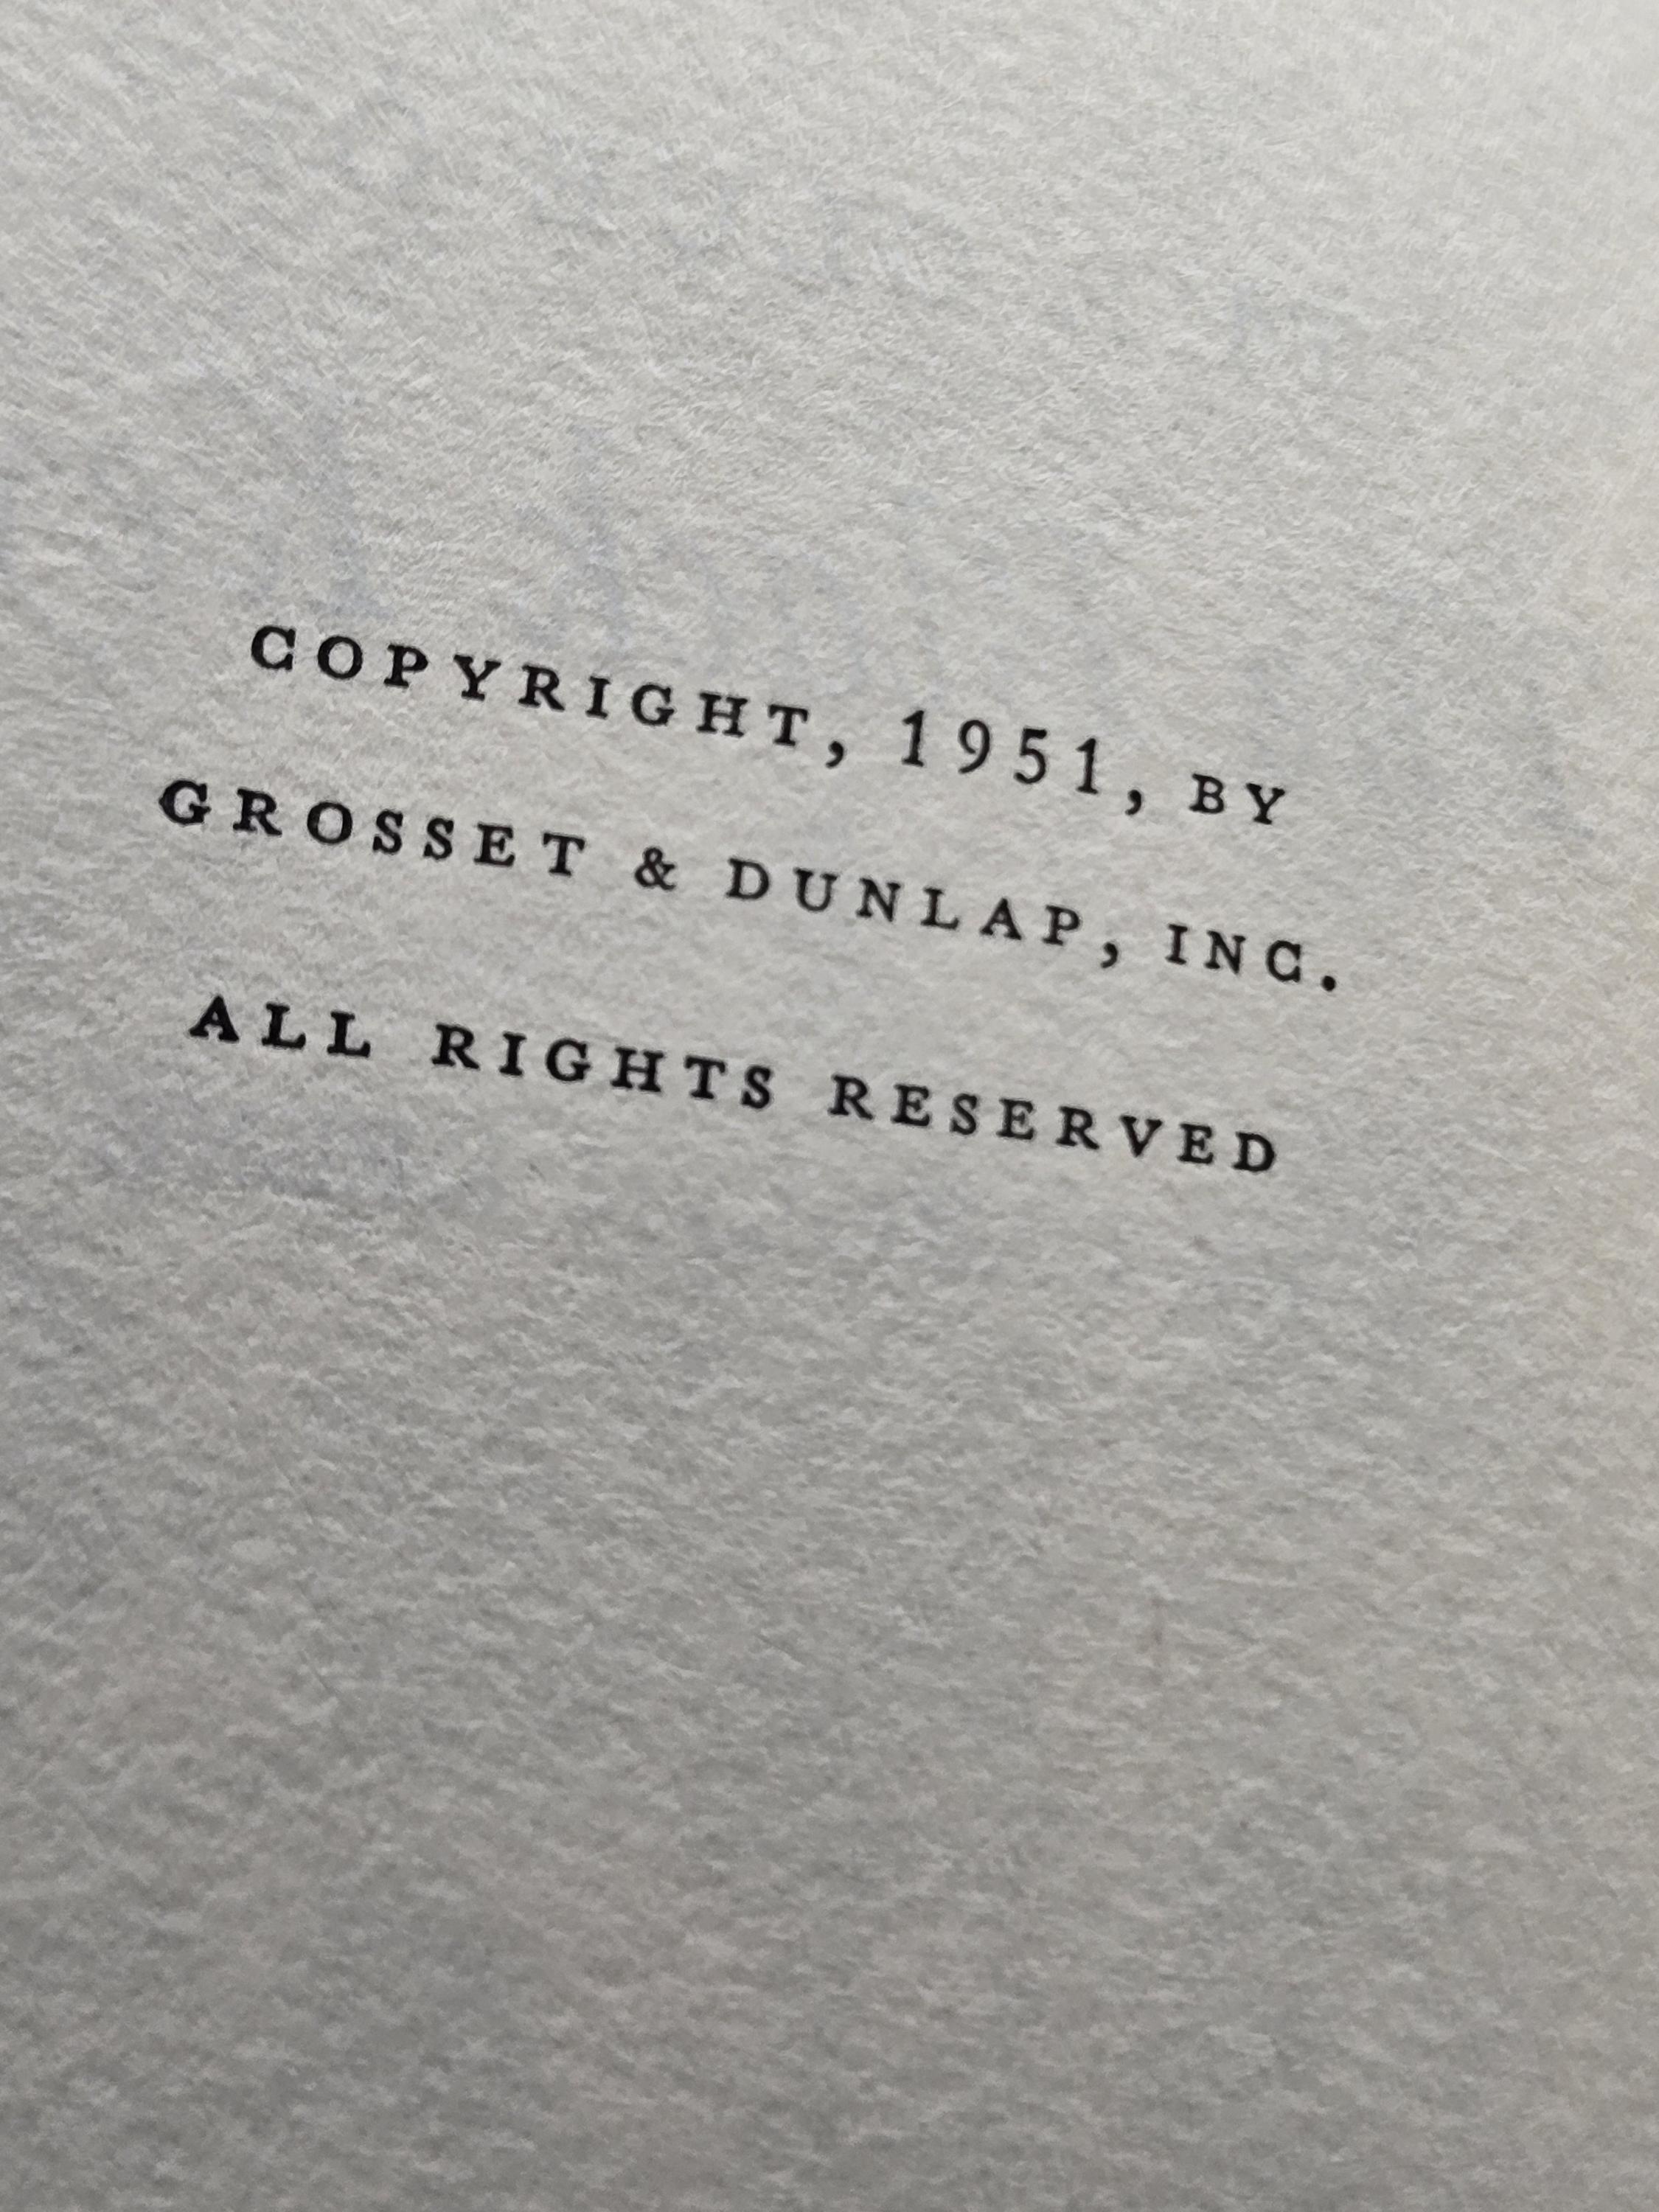 COPYRIGHT, 1951, BY
GROSSET & DUNLAP, INC.
ALL RIGHTS RESERVED